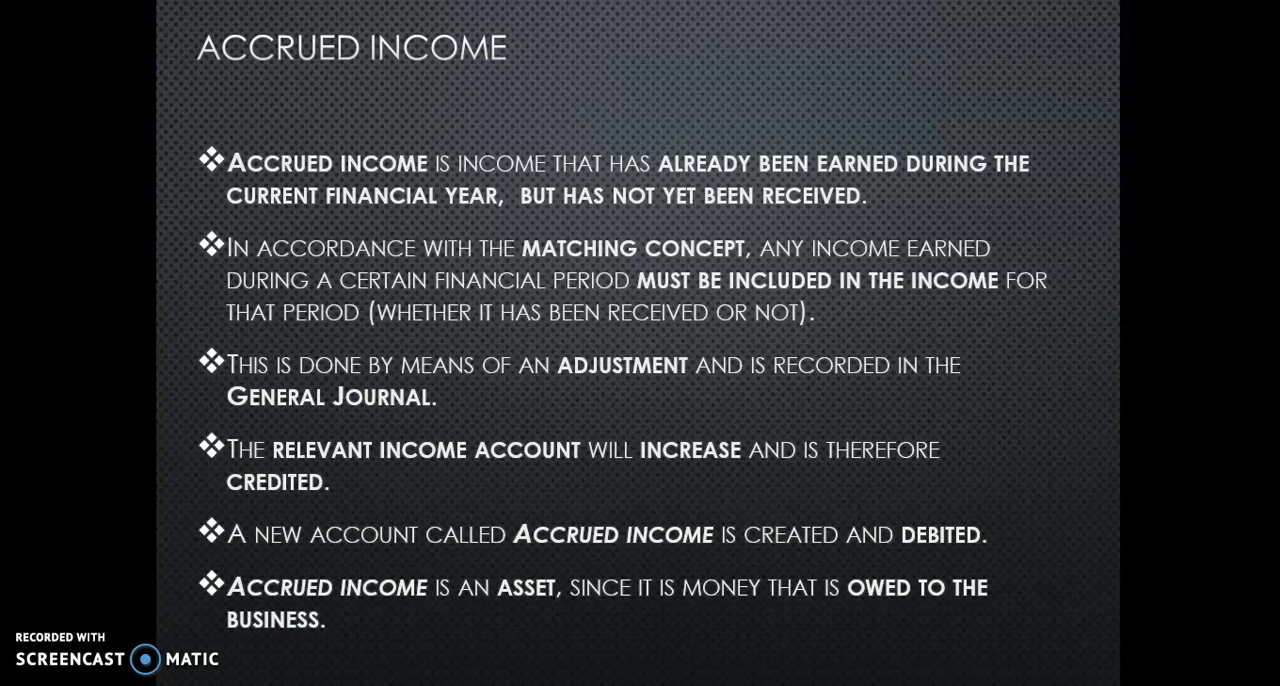 ACCRUED INCOME
❖ACCRUED INCOME IS INCOME THAT HAS ALREADY BEEN EARNED DURING THE
CURRENT FINANCIAL YEAR, BUT HAS NOT YET BEEN RECEIVED.
❖IN ACCORDANCE WITH THE MATCHING CONCEPT, ANY INCOME EARNED
DURING A CERTAIN FINANCIAL PERIOD MUST BE INCLUDED IN THE INCOME FOR
THAT PERIOD (WHETHER IT HAS BEEN RECEIVED OR NOT).
❖THIS IS DONE BY MEANS OF AN ADJUSTMENT AND IS RECORDED IN THE
GENERAL JOURNAL.
❖THE RELEVANT INCOME ACCOUNT WILL INCREASE AND IS THEREFORE
CREDITED.
❖A NEW ACCOUNT CALLED ACCRUED INCOME IS CREATED AND DEBITED.
❖ACCRUED INCOME IS AN ASSET, SINCE IT IS MONEY THAT IS OWED TO THE
BUSINESS.
RECORDED WITH
SCREENCAST MATIC